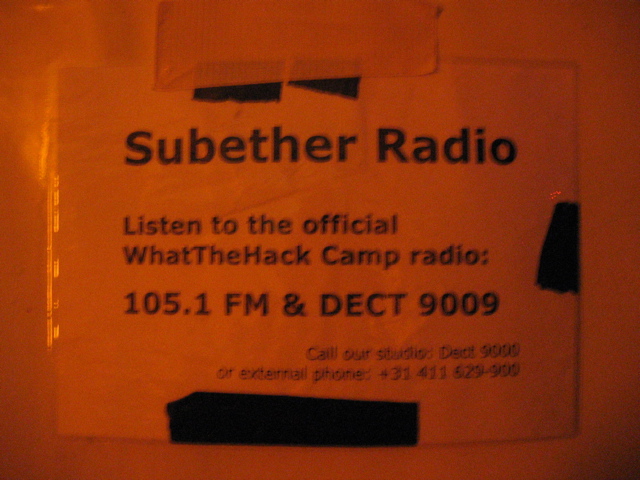 Subether Radio
Listen to the official
WhatTheHack Camp radio:
105.1 FM & DECT 9009
Call our studio: Dect 9000
or external phone: +31 411 629-900